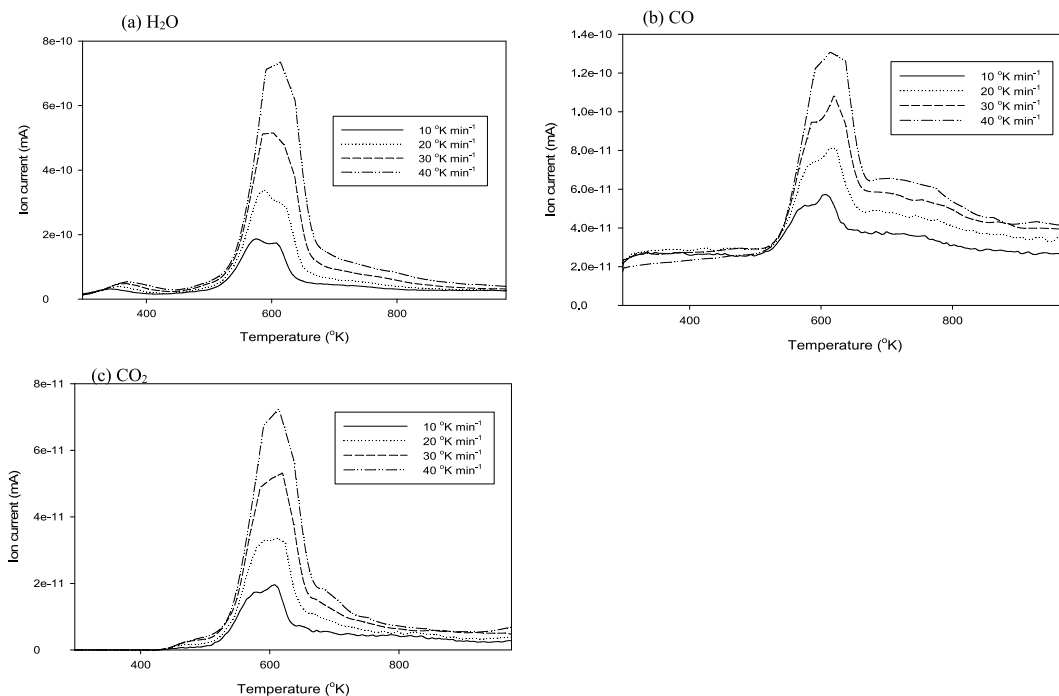 (a) H₂O
8e-10
6e-10
4e-10
2e-10
0
Ion current (mA)
400 600 800
Temperature (°K)
10 °K min⁻¹
20 °K min⁻¹
30 °K min⁻¹
40 °K min⁻¹
(b) CO
1.4e-10
1.2e-10
1.0e-10
8.0e-11
6.0e-11
4.0e-11
2.0e-11
0.0
Ion current (mA)
400 600 800
Temperature (°K)
10 °K min⁻¹
20 °K min⁻¹
30 °K min⁻¹
40 °K min⁻¹
(c) CO₂
8e-11
6e-11
4e-11
2e-11
0
Ion current (mA)
400 600 800
Temperature (°K)
10 °K min⁻¹
20 °K min⁻¹
30 °K min⁻¹
40 °K min⁻¹